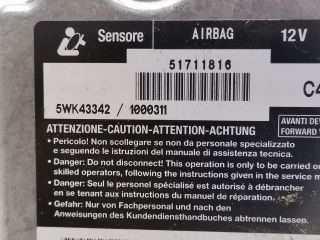 Sensore AIRBAG 12V
51711816
5WK43342 / 1000311
C4
AVANTI
FORWARD
ATTENZIONE-CAUTION-ATTENTION-ACHTUNG
• Pericolo! Non scollegare se non da personale specializzato
e seguendo le istruzioni del manuale di assistenza tecnica.
• Danger: Do not disconnect! This operation is only to be carried o
skilled operators, following the instructions given in the service m
• Danger: Seul le personel spécialisé est autorisé à débrancher
en se tenant aux instructions du manuel de réparation.
• Gefahr: Nur von Fachpersonal und nach den
Anweisungen des Kundendiensthandbuches abtrennen lassen.